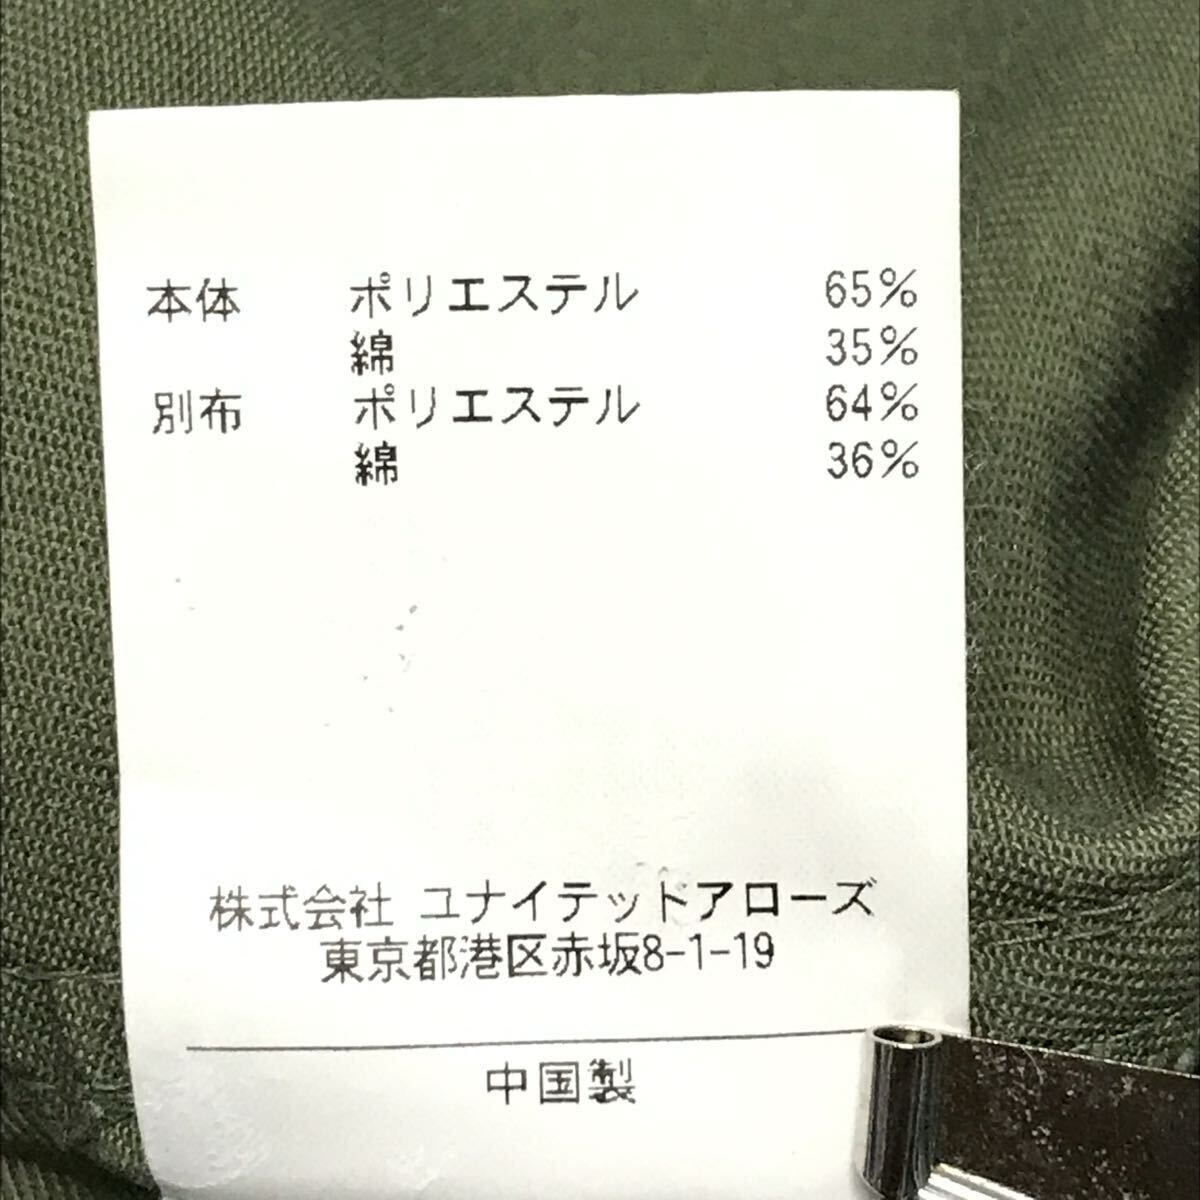 本体 ポリエステル 65%
綿 35%
別布 ポリエステル 64%
綿 36%
株式会社 ユナイテッドアローズ
東京都港区赤坂8-1-19
中国製